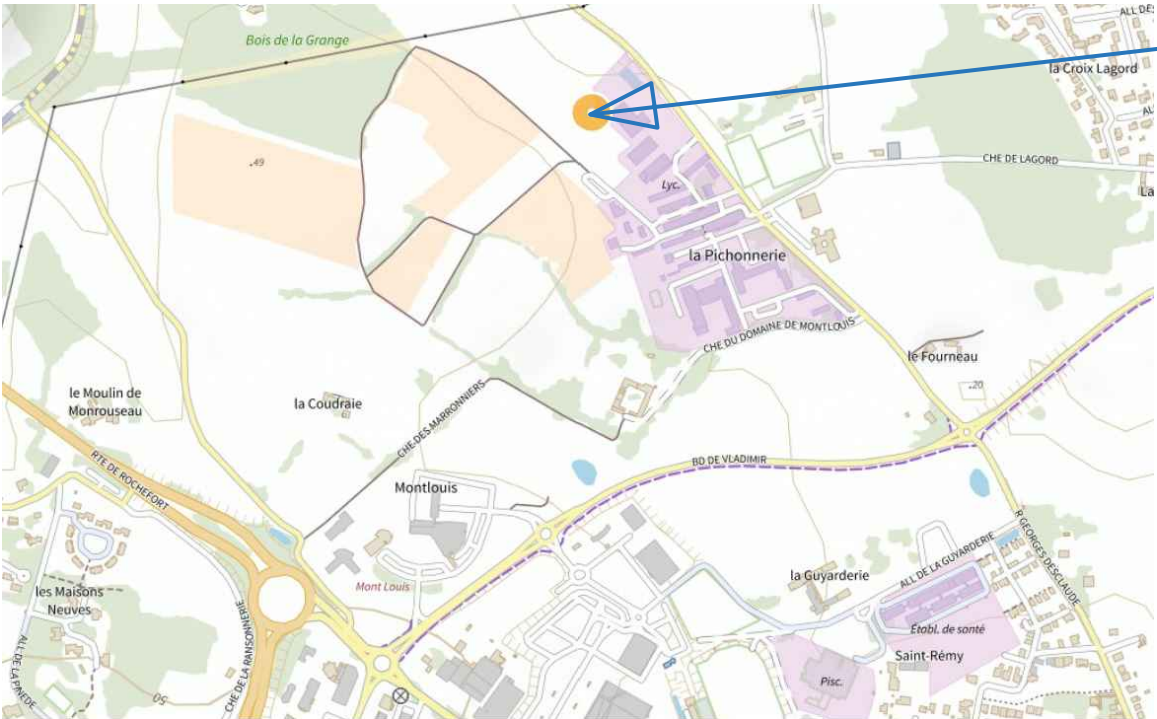 ALL DES
Bois de la Grange
la Croix Lagord
.49
CHE DE LAGORD
Lyc.
La
la Pichonnerie
CHE DU DOMAINE DE MONTLOUIS
le Fourneau
.20
le Moulin de
Monrouseau
la Coudraie
CHE DES MARRONNIERS
BD DE VLADIMIR
RTE DE ROCHEFORT
Montlouis
R GEORGES DESCLAUDE
ALL DE LA GUYARDERIE
la Guyarderie
Mont Louis
les Maisons
Neuves
CHE DE LA RANSONNERIE
Établ. de santé
Saint-Rémy
ALL DE LA PINEDE
Pisc.
50